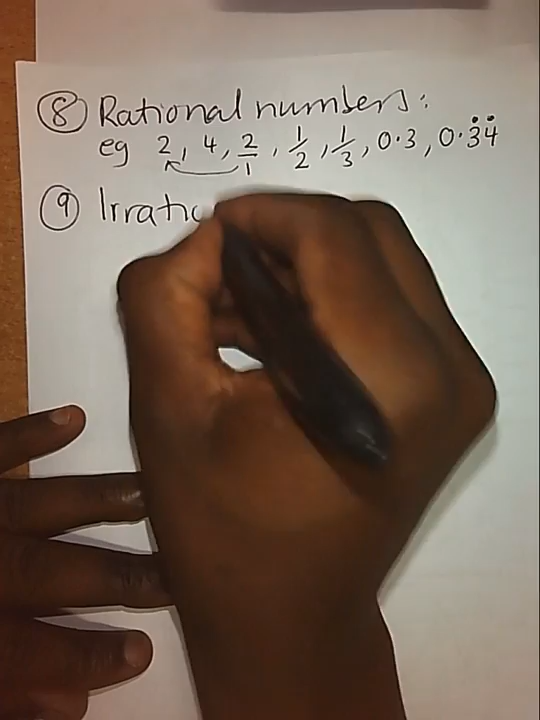 ⑧ Rational numbers:
eg 2, 4, 2/1, 1/2, 1/3, 0·3, 0·3̇4̇
⑨ Irratio